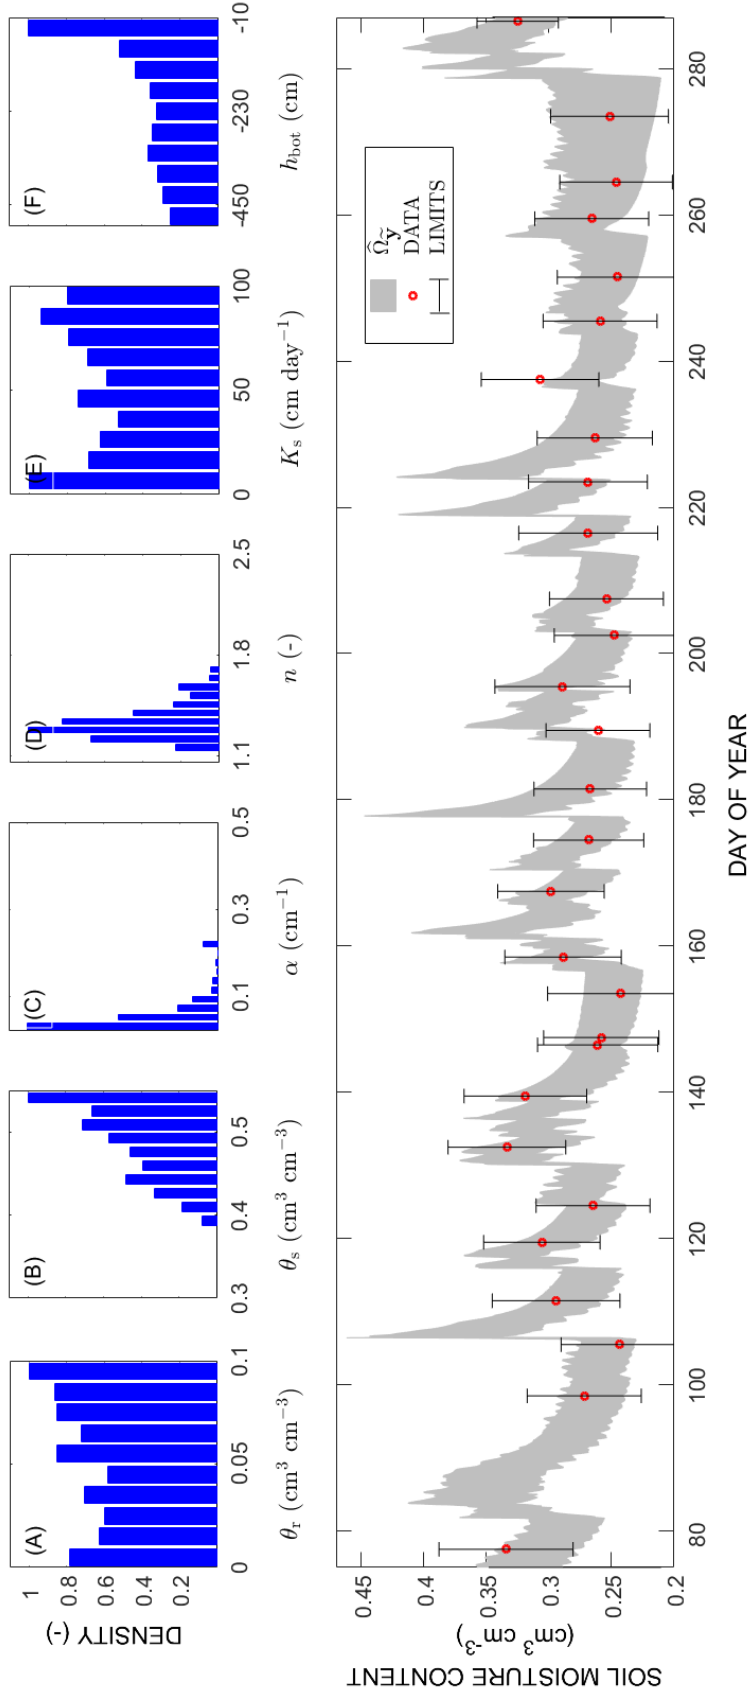 (A)
(B)
(C)
(D)
(E)
(F)
DENSITY (-)
1
0.8
0.6
0.4
0.2
0 0.05 0.1
θr (cm³ cm⁻³)
0.3 0.4 0.5
θs (cm³ cm⁻³)
0.1 0.3 0.5
α (cm⁻¹)
1.1 1.8 2.5
n (-)
0 50 100
Ks (cm day⁻¹)
-450 -230 -10
hbot (cm)
SOIL MOISTURE CONTENT
(cm³ cm⁻³)
0.45
0.4
0.35
0.3
0.25
0.2
Ω̂ỹ
DATA
LIMITS
80 100 120 140 160 180 200 220 240 260 280
DAY OF YEAR